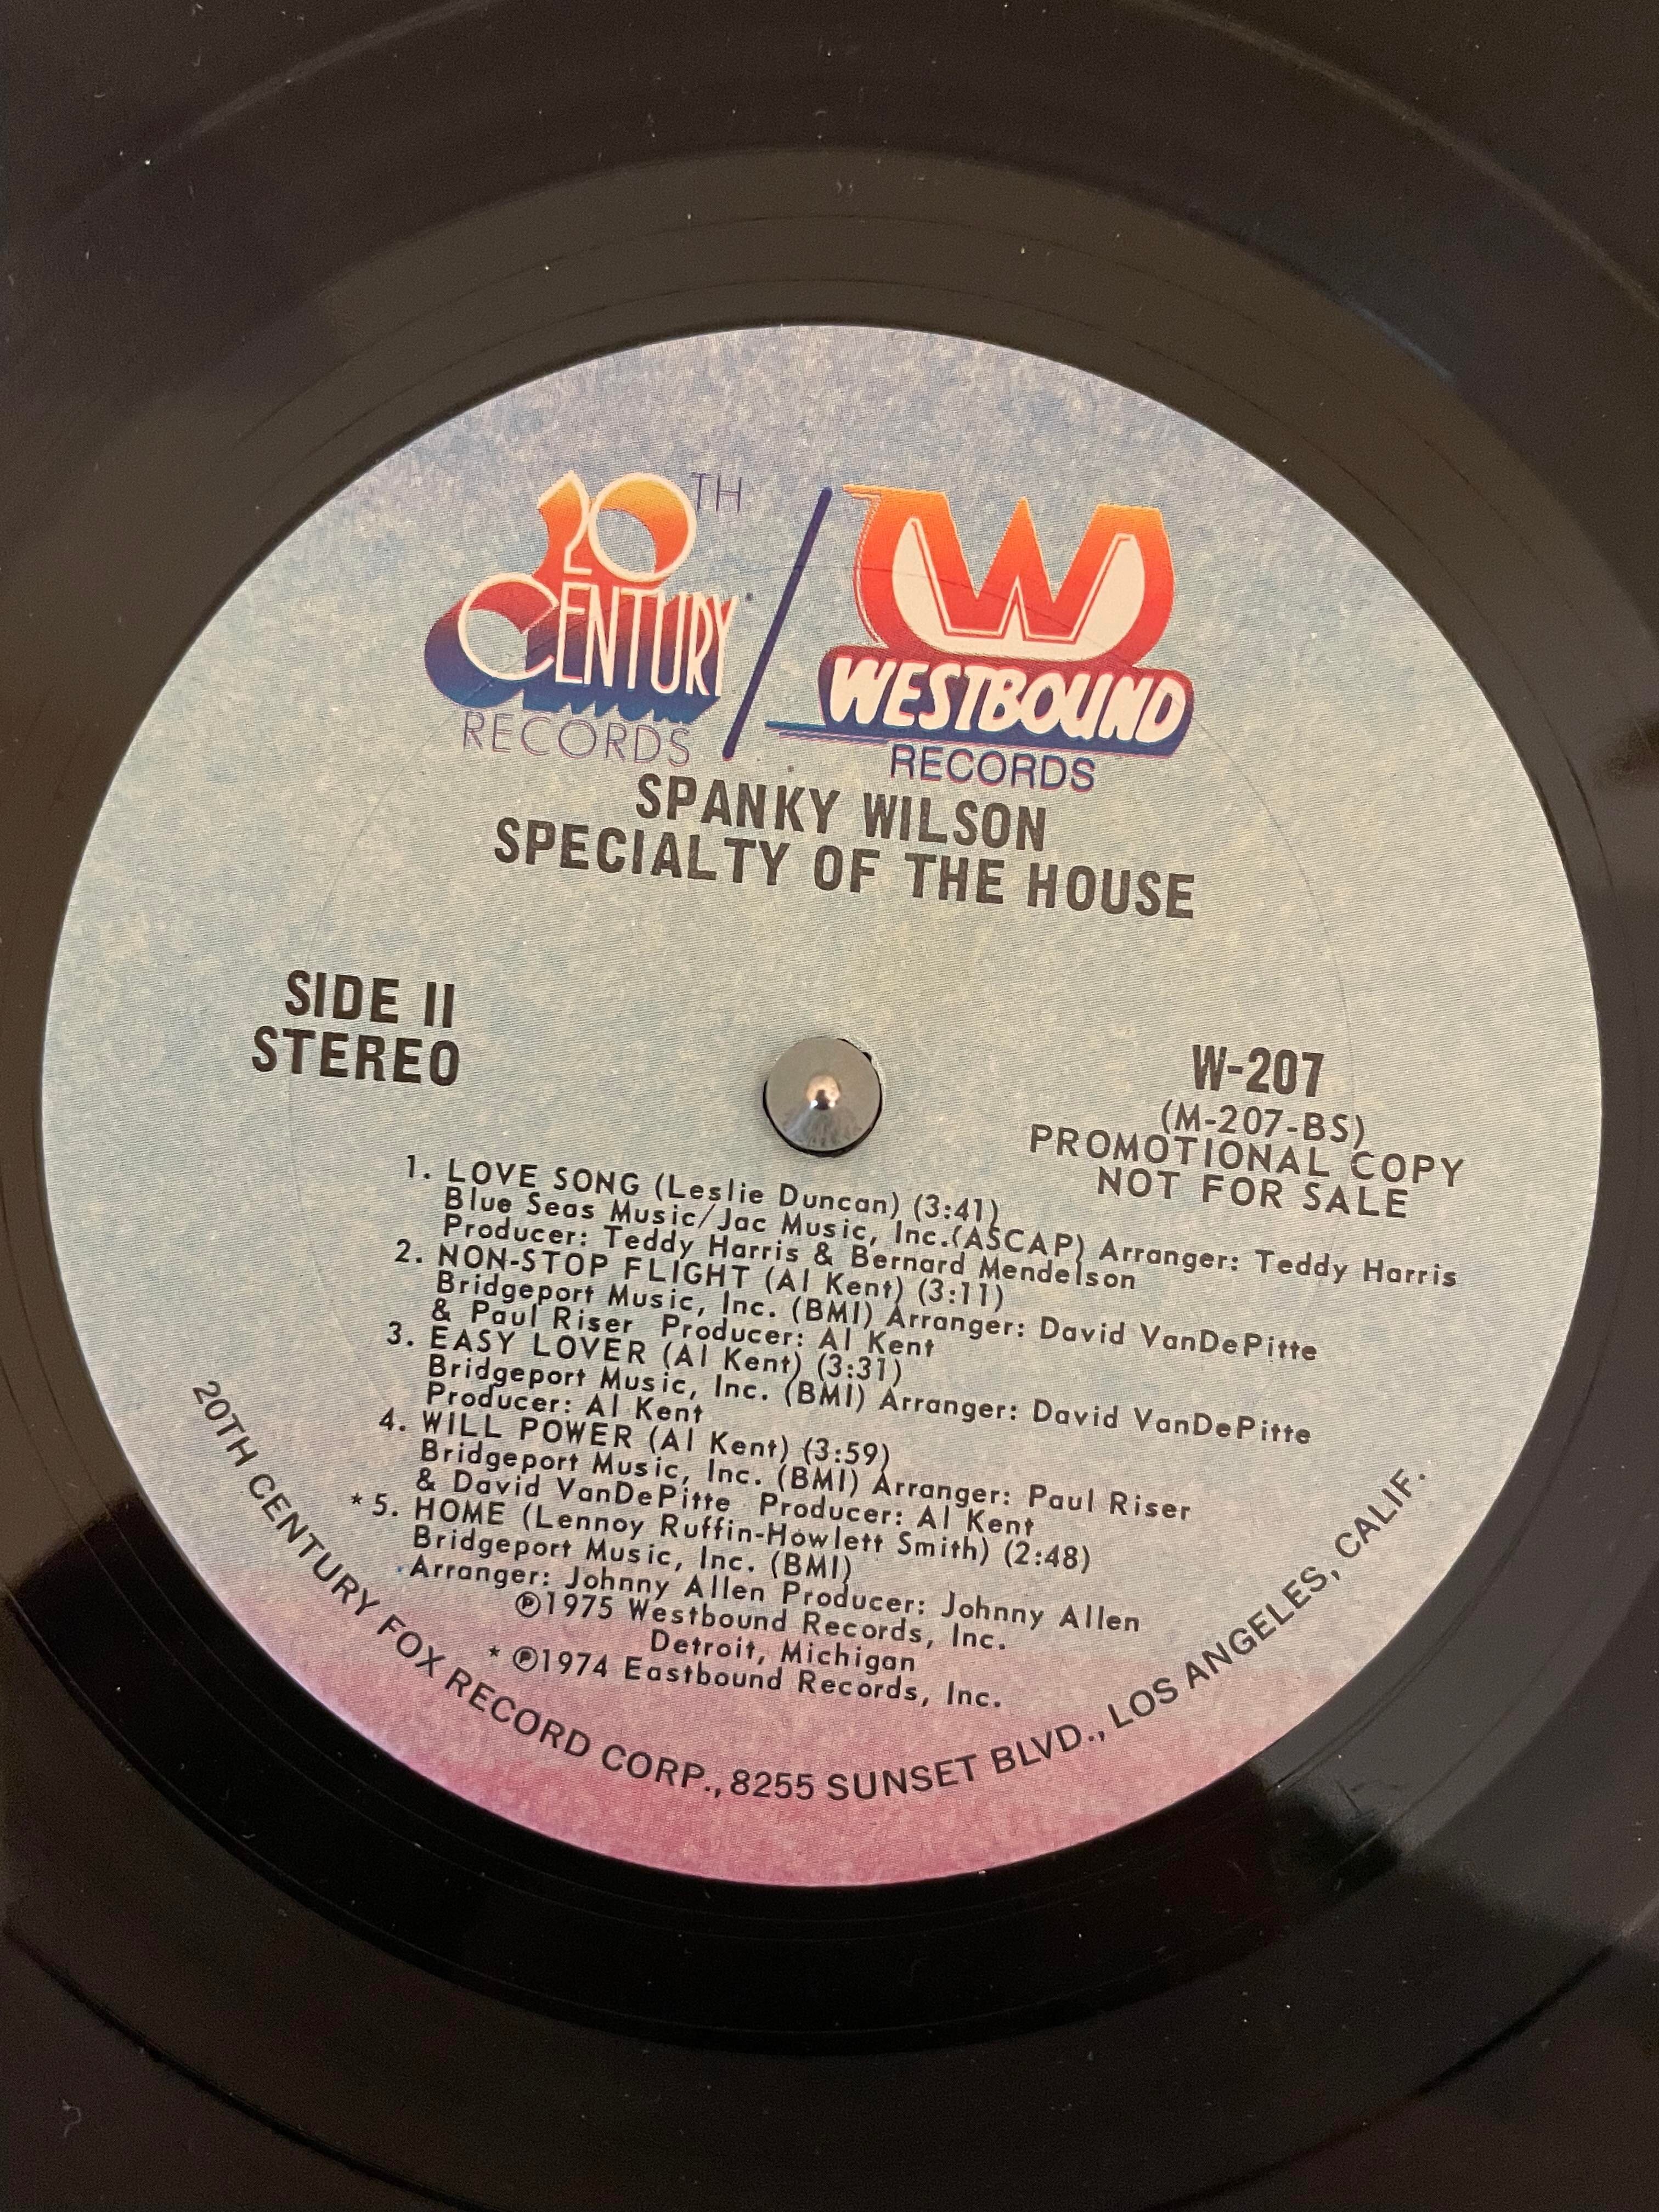 20TH
CENTURY
RECORDS
W
WESTBOUND
RECORDS
SPANKY WILSON
SPECIALTY OF THE HOUSE
SIDE II
STEREO
W-207
(M-207-BS)
PROMOTIONAL COPY
NOT FOR SALE
1. LOVE SONG (Leslie Duncan) (3:41)
Blue Seas Music/Jac Music, Inc.(ASCAP) Arranger: Teddy Harris
Producer: Teddy Harris & Bernard Mendelson
2. NON-STOP FLIGHT (Al Kent) (3:11)
Bridgeport Music, Inc. (BMI) Arranger: David VanDePitte
& Paul Riser Producer: Al Kent
3. EASY LOVER (Al Kent) (3:31)
Bridgeport Music, Inc. (BMI) Arranger: David VanDePitte
Producer: Al Kent
4. WILL POWER (Al Kent) (3:59)
Bridgeport Music, Inc. (BMI) Arranger: Paul Riser
& David VanDePitte Producer: Al Kent
* 5. HOME (Lennoy Ruffin-Howlett Smith) (2:48)
Bridgeport Music, Inc. (BMI)
Arranger: Johnny Allen Producer: Johnny Allen
℗1975 Westbound Records, Inc.
Detroit, Michigan
* ℗1974 Eastbound Records, Inc.
20TH CENTURY FOX RECORD CORP., 8255 SUNSET BLVD., LOS ANGELES, CALIF.